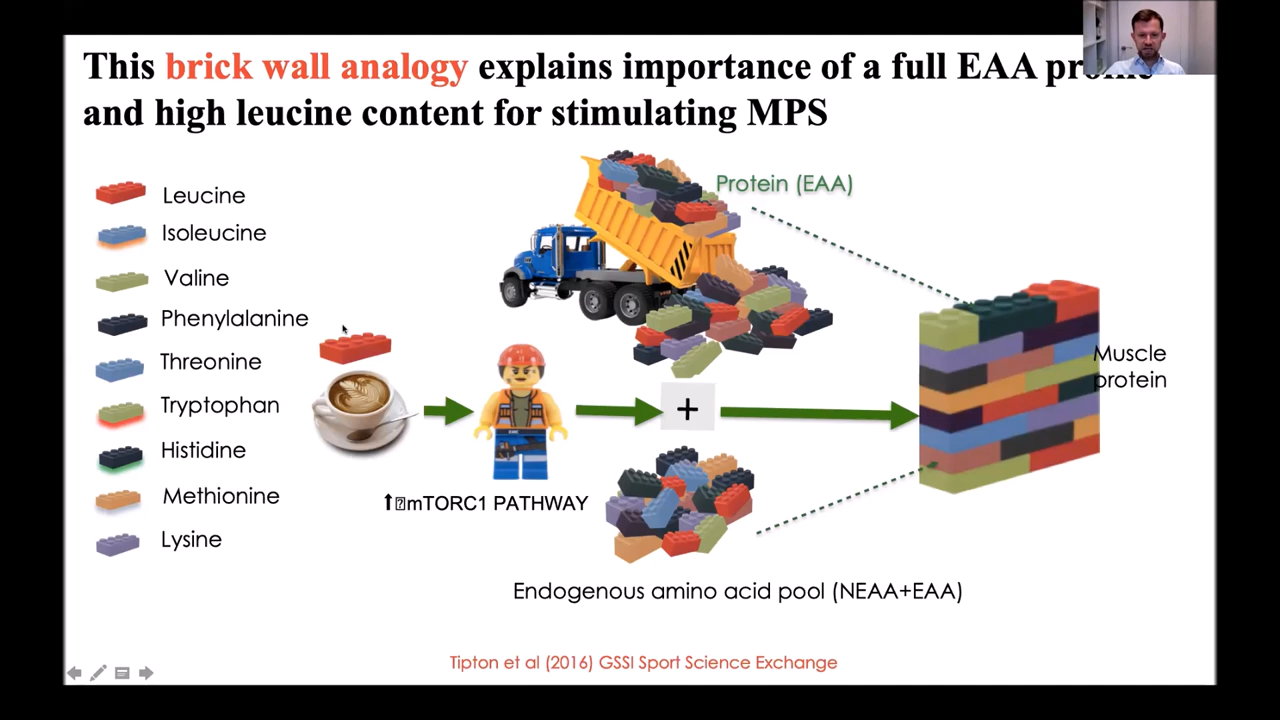 This brick wall analogy explains importance of a full EAA
and high leucine content for stimulating MPS
Leucine
Isoleucine
Valine
Phenylalanine
Threonine
Tryptophan
Histidine
Methionine
Lysine
Protein (EAA)
+
Muscle
protein
mTORC1 PATHWAY
Endogenous amino acid pool (NEAA+EAA)
Tipton et al (2016) GSSI Sport Science Exchange